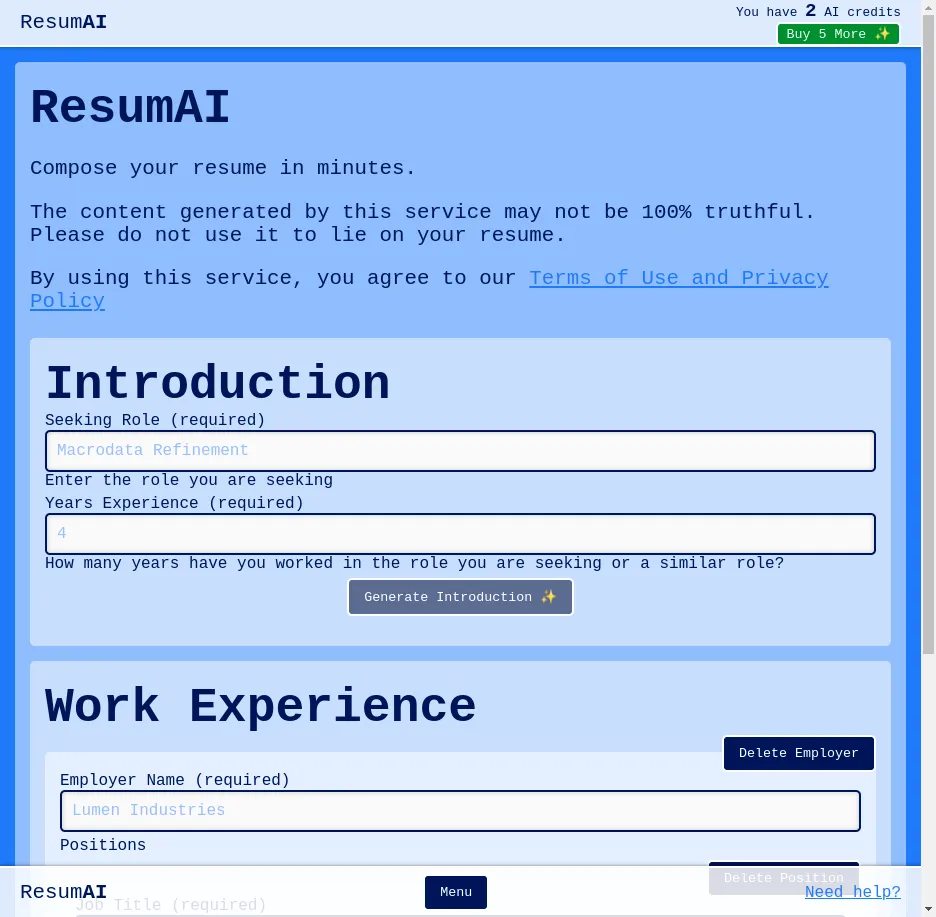 ResumAI
You have 2 AI credits
Buy 5 More ✨
ResumAI
Compose your resume in minutes.
The content generated by this service may not be 100% truthful.
Please do not use it to lie on your resume.
By using this service, you agree to our Terms of Use and Privacy
Policy
Introduction
Seeking Role (required)
Macrodata Refinement
Enter the role you are seeking
Years Experience (required)
4
How many years have you worked in the role you are seeking or a similar role?
Generate Introduction ✨
Work Experience
Delete Employer
Employer Name (required)
Lumen Industries
Positions
Delete Position
Job Title (required)
ResumAI
Menu
Need help?